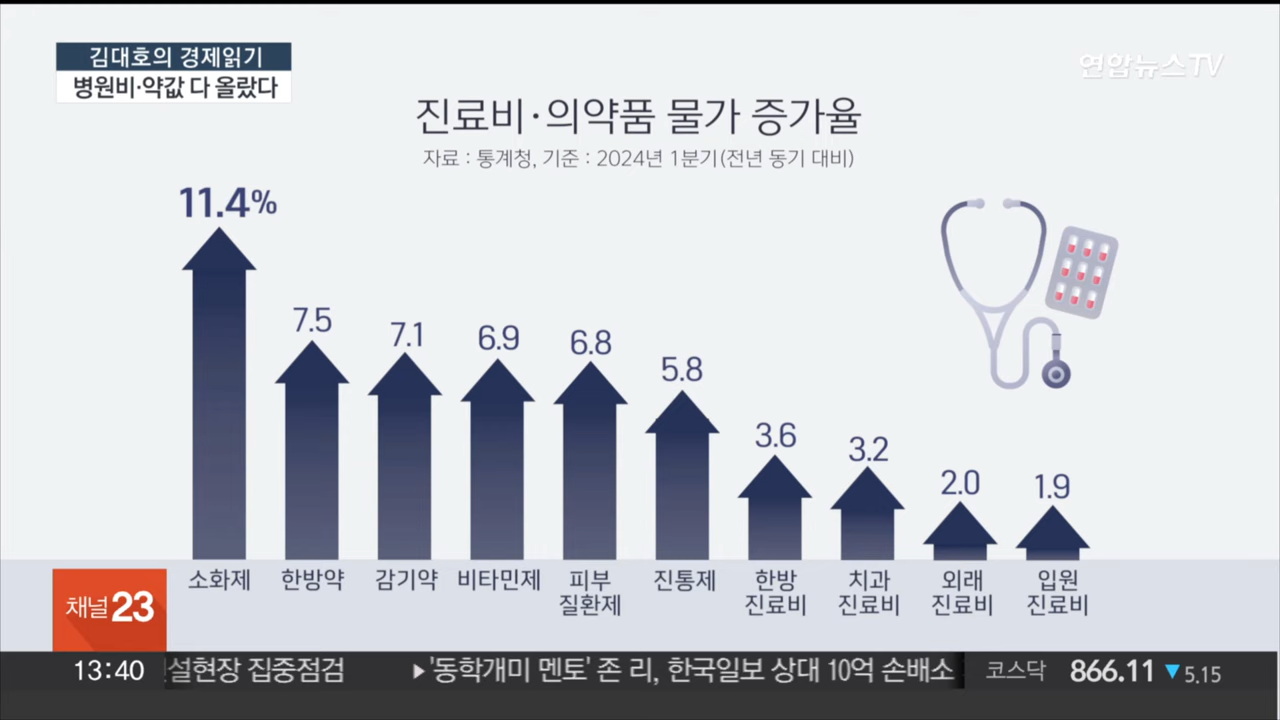 김대호의 경제읽기
병원비·약값 다 올랐다
연합뉴스TV
진료비·의약품 물가 증가율
자료 : 통계청, 기준 : 2024년 1분기(전년 동기 대비)
11.4%
7.5
7.1
6.9
6.8
5.8
3.6
3.2
2.0
1.9
소화제
한방약
감기약
비타민제
피부
질환제
진통제
한방
진료비
치과
진료비
외래
진료비
입원
진료비
채널23
13:40
설현장 집중점검 ▶'동학개미 멘토' 존 리, 한국일보 상대 10억 손배소
코스닥 866.11 ▼5.15